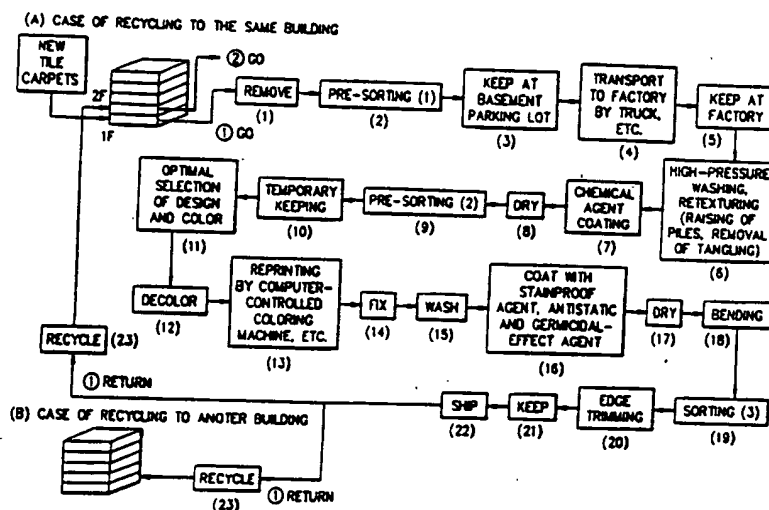 (A) CASE OF RECYCLING TO THE SAME BUILDING
NEW
TILE
CARPETS
② GO
2F
1F
① GO
REMOVE
(1)
PRE-SORTING (1)
(2)
KEEP AT
BASEMENT
PARKING LOT
(3)
TRANSPORT
TO FACTORY
BY TRUCK,
ETC.
(4)
KEEP AT
FACTORY
(5)
HIGH-PRESSURE
WASHING,
RETEXTURING
(RAISING OF
PILES, REMOVAL
OF TANGLING)
(6)
CHEMICAL
AGENT
COATING
(7)
DRY
(8)
PRE-SORTING (2)
(9)
TEMPORARY
KEEPING
(10)
OPTIMAL
SELECTION
OF DESIGN
AND COLOR
(11)
DECOLOR
(12)
REPRINTING
BY COMPUTER-
CONTROLLED
COLORING
MACHINE, ETC.
(13)
FIX
(14)
WASH
(15)
COAT WITH
STAINPROOF
AGENT, ANTISTATIC
AND GERMICIDAL-
EFFECT AGENT
(16)
DRY
(17)
BENDING
(18)
SORTING (3)
(19)
EDGE
TRIMMING
(20)
KEEP
(21)
SHIP
(22)
RECYCLE
(23)
① RETURN
(B) CASE OF RECYCLING TO ANOTER BUILDING
RECYCLE
(23)
① RETURN